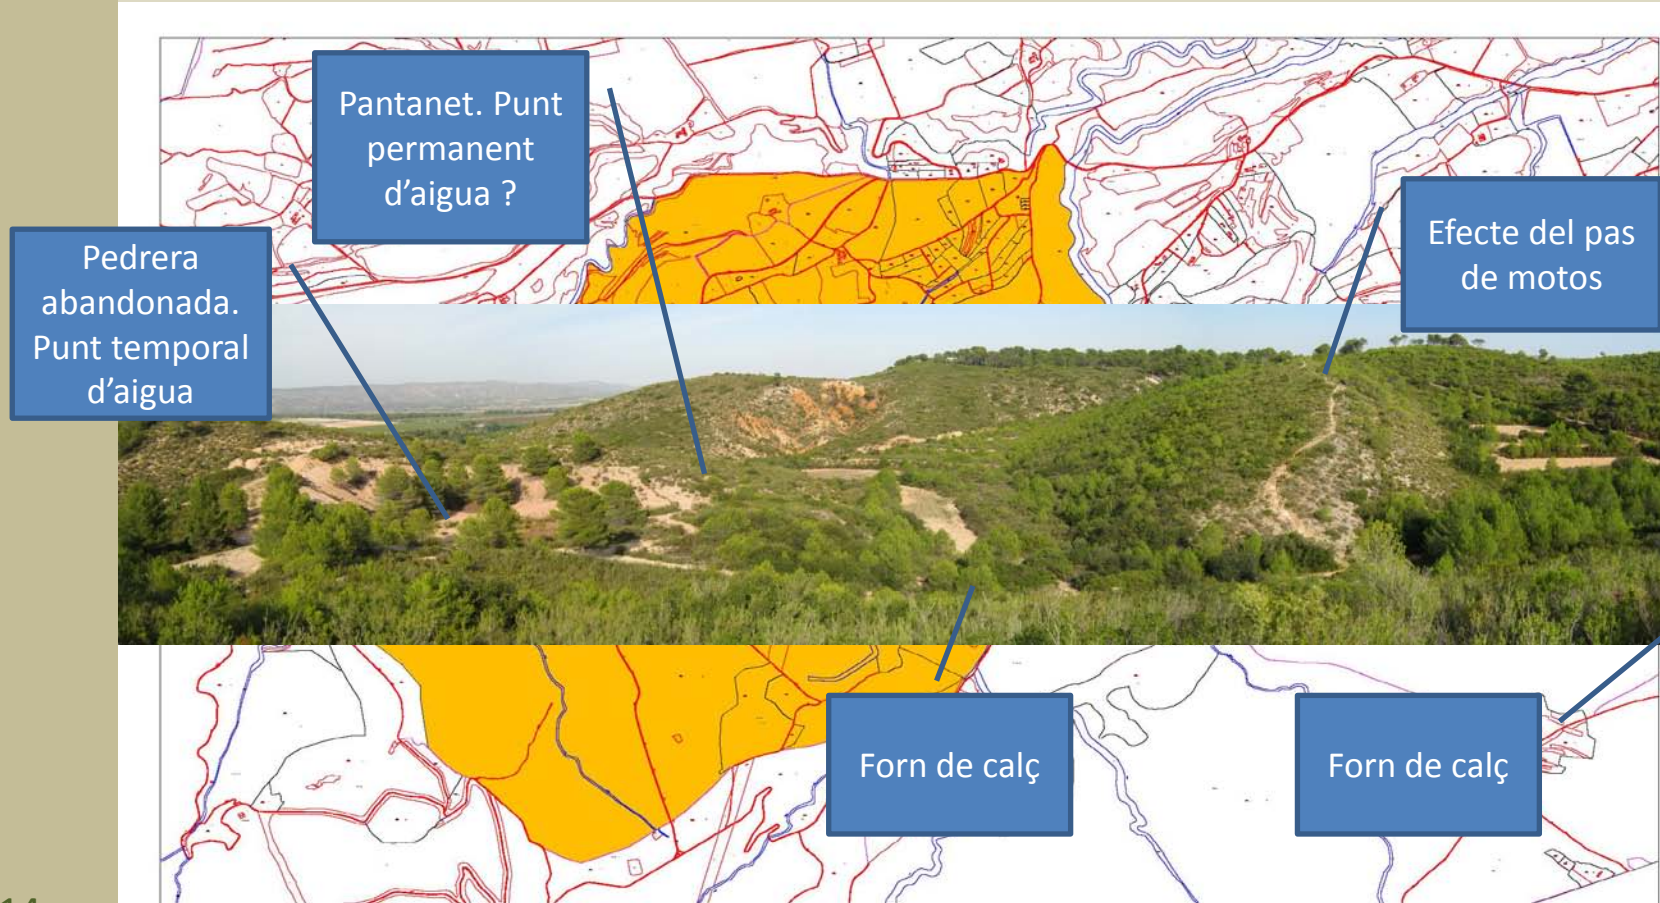 Pantanet. Punt
permanent
d’aigua ?
Efecte del pas
de motos
Pedrera
abandonada.
Punt temporal
d’aigua
Forn de calç
Forn de calç